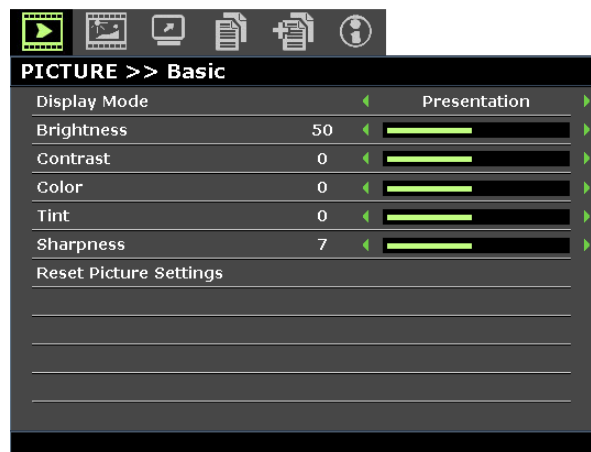 PICTURE >> Basic
Display Mode Presentation
Brightness 50
Contrast 0
Color 0
Tint 0
Sharpness 7
Reset Picture Settings